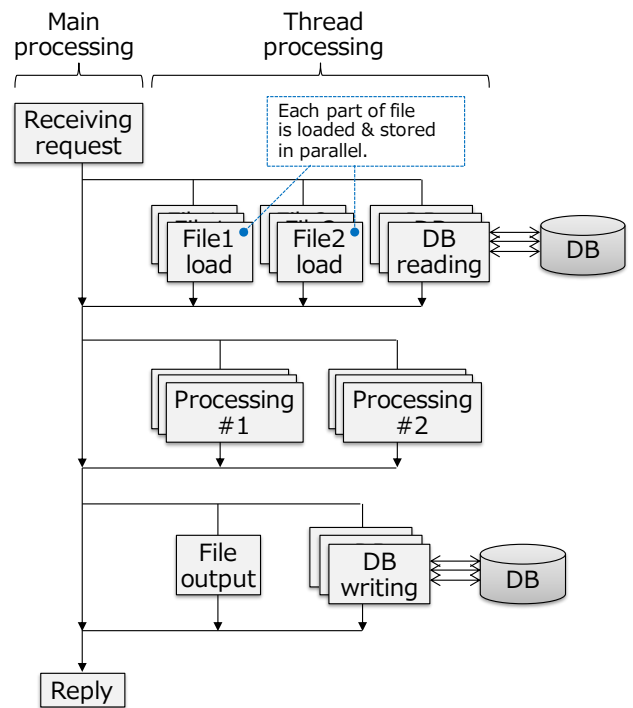 Main
processing
Thread
processing
Receiving
request
Each part of file
is loaded & stored
in parallel.
File1
load
File2
load
DB
reading
DB
Processing
#1
Processing
#2
File
output
DB
writing
DB
Reply